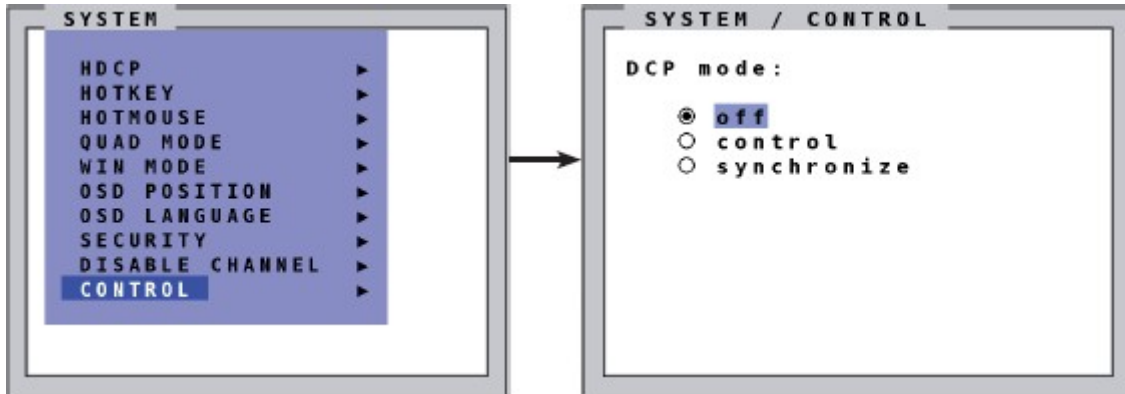 SYSTEM
HDCP
HOTKEY
HOTMOUSE
QUAD MODE
WIN MODE
OSD POSITION
OSD LANGUAGE
SECURITY
DISABLE CHANNEL
CONTROL
SYSTEM / CONTROL
DCP mode:
off
control
synchronize